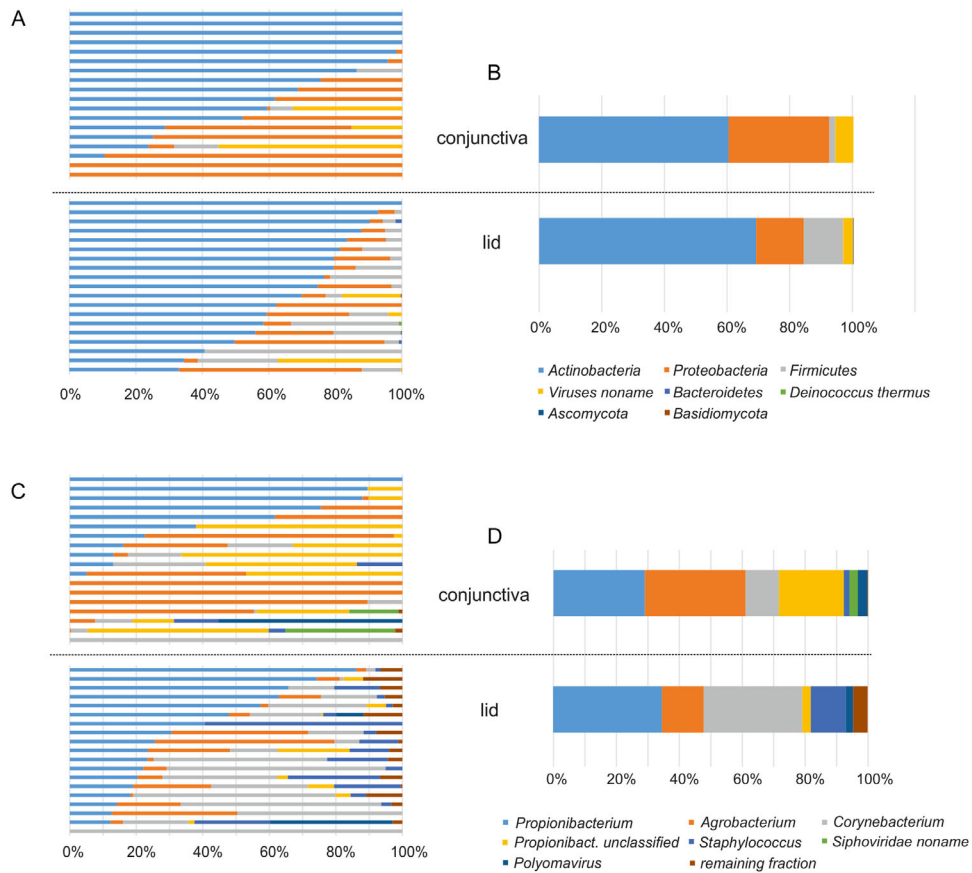 A
B
conjunctiva
lid
0% 20% 40% 60% 80% 100%
0% 20% 40% 60% 80% 100%
Actinobacteria Proteobacteria Firmicutes
Viruses noname Bacteroidetes Deinococcus thermus
Ascomycota Basidiomycota
C
D
conjunctiva
lid
0% 20% 40% 60% 80% 100%
0% 20% 40% 60% 80% 100%
Propionibacterium Agrobacterium Corynebacterium
Propionibact. unclassified Staphylococcus Siphoviridae noname
Polyomavirus remaining fraction